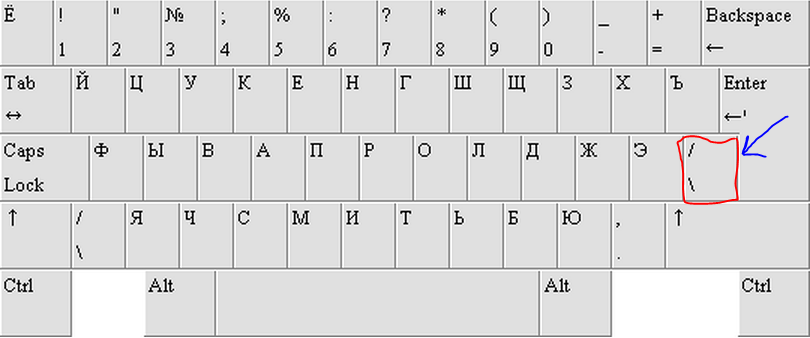 Ё ! " № ; % : ? * ( ) _ + Backspace
1 2 3 4 5 6 7 8 9 0 - = ←
Tab Й Ц У К Е Н Г Ш Щ З Х Ъ Enter
↔ ←'
Caps Ф Ы В А П Р О Л Д Ж Э /
Lock \
↑ / Я Ч С М И Т Ь Б Ю , ↑
\ .
Ctrl Alt Alt Ctrl